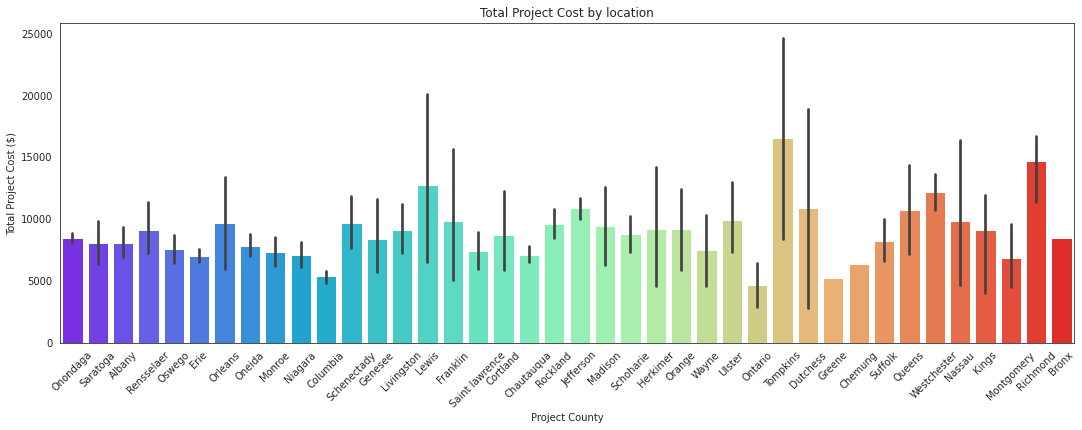 Total Project Cost by location
Total Project Cost ($)
25000
20000
15000
10000
5000
0
Onondaga
Saratoga
Albany
Rensselaer
Oswego
Erie
Orleans
Oneida
Monroe
Niagara
Columbia
Schenectady
Genesee
Livingston
Lewis
Franklin
Saint lawrence
Cortland
Chautauqua
Rockland
Jefferson
Madison
Schoharie
Herkimer
Orange
Wayne
Ulster
Ontario
Tompkins
Dutchess
Greene
Chemung
Suffolk
Queens
Westchester
Nassau
Kings
Montgomery
Richmond
Bronx
Project County